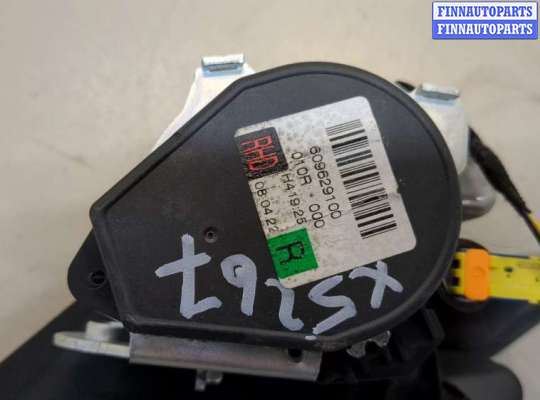 FINNAUTOPARTS
FINNAUTOPARTS
609629100
010R - 000
RHD
H419:25
08.04.22
R
XS267